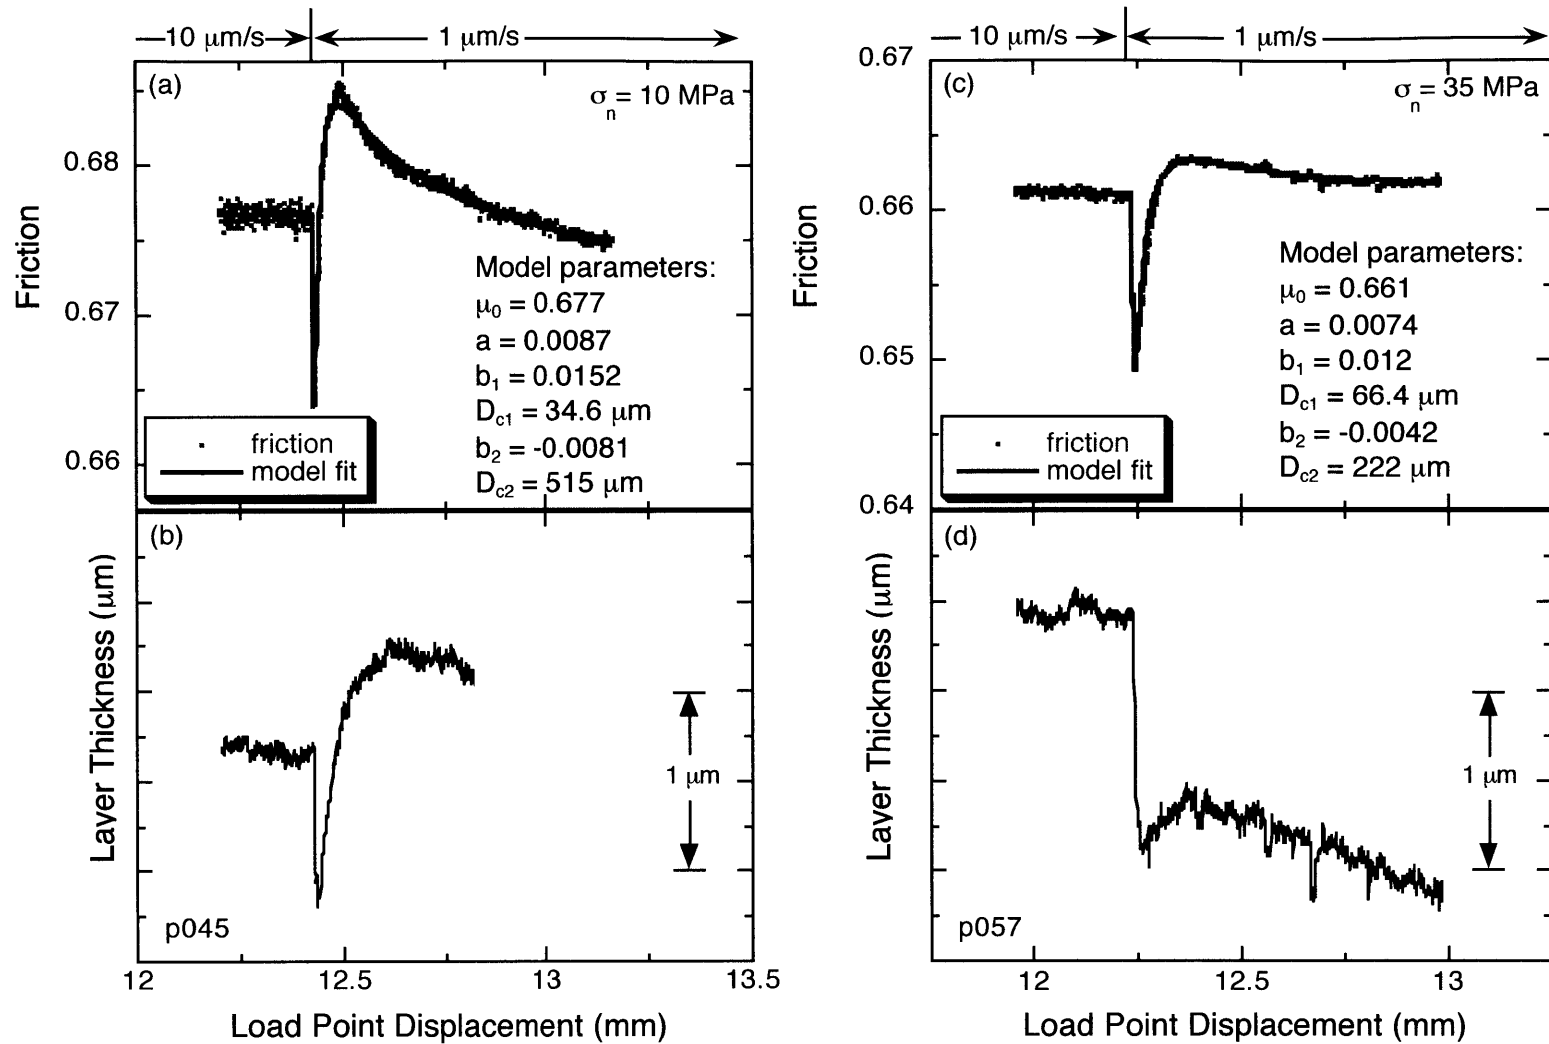 10 μm/s
1 μm/s
(a)
σn = 10 MPa
0.68
0.67
0.66
Friction
Model parameters:
μ0 = 0.677
a = 0.0087
b1 = 0.0152
Dc1 = 34.6 μm
b2 = -0.0081
Dc2 = 515 μm
friction
model fit
(b)
Layer Thickness (μm)
1 μm
p045
12
12.5
13
13.5
Load Point Displacement (mm)
10 μm/s
1 μm/s
0.67
(c)
σn = 35 MPa
0.66
0.65
0.64
Friction
Model parameters:
μ0 = 0.661
a = 0.0074
b1 = 0.012
Dc1 = 66.4 μm
b2 = -0.0042
Dc2 = 222 μm
friction
model fit
(d)
Layer Thickness (μm)
1 μm
p057
12
12.5
13
Load Point Displacement (mm)